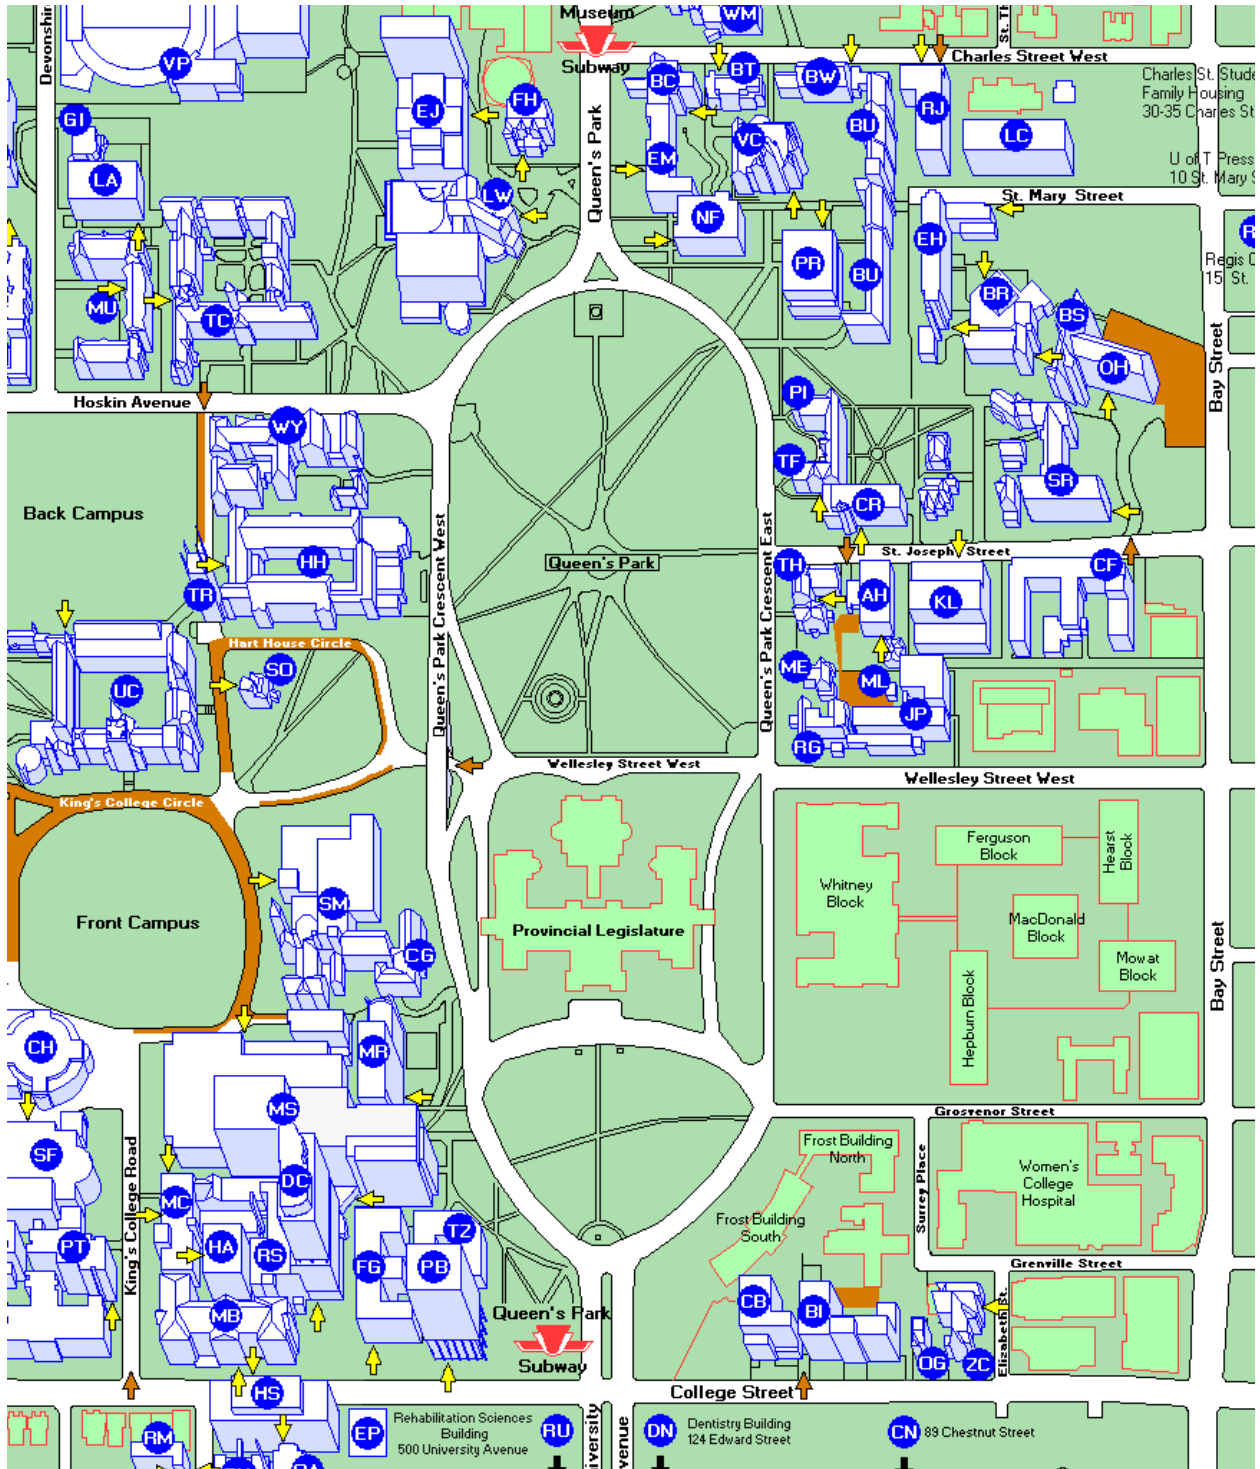 Museum
Subway
WM
Devonshire
St. Th
Charles Street West
VP
EJ
FH
BC
BT
BW
BU
RJ
LC
Charles St. Stude
Family Housing
30-35 Charles St
GI
LA
LW
EM
VC
U of T Press
10 St. Mary S
Queen's Park
St. Mary Street
NF
EH
PR
BU
R
Regis C
15 St.
MU
TC
BR
BS
OH
Bay Street
Hoskin Avenue
WY
PI
TF
CR
SR
Back Campus
HH
TR
Queen's Park Crescent West
Queen's Park
Queen's Park Crescent East
St. Joseph Street
TH
AH
KL
CF
Hart House Circle
SO
UC
ME
ML
JP
RG
Wellesley Street West
Wellesley Street West
King's College Circle
Front Campus
SM
CG
Provincial Legislature
Whitney
Block
Ferguson
Block
Hearst
Block
MacDonald
Block
Mowat
Block
Hepburn Block
Bay Street
CH
MR
MS
Grosvenor Street
SF
King's College Road
DC
MC
HA
RS
FG
TZ
PB
PT
MB
Frost Building
North
Frost Building
South
Surrey Place
Women's
College
Hospital
Grenville Street
Elizabeth St.
CB
BI
OG
ZC
Queen's Park
Subway
College Street
HS
RM
EP
Rehabilitation Sciences
Building
500 University Avenue
RU
iversity
venue
DN
Dentistry Building
124 Edward Street
CN
89 Chestnut Street